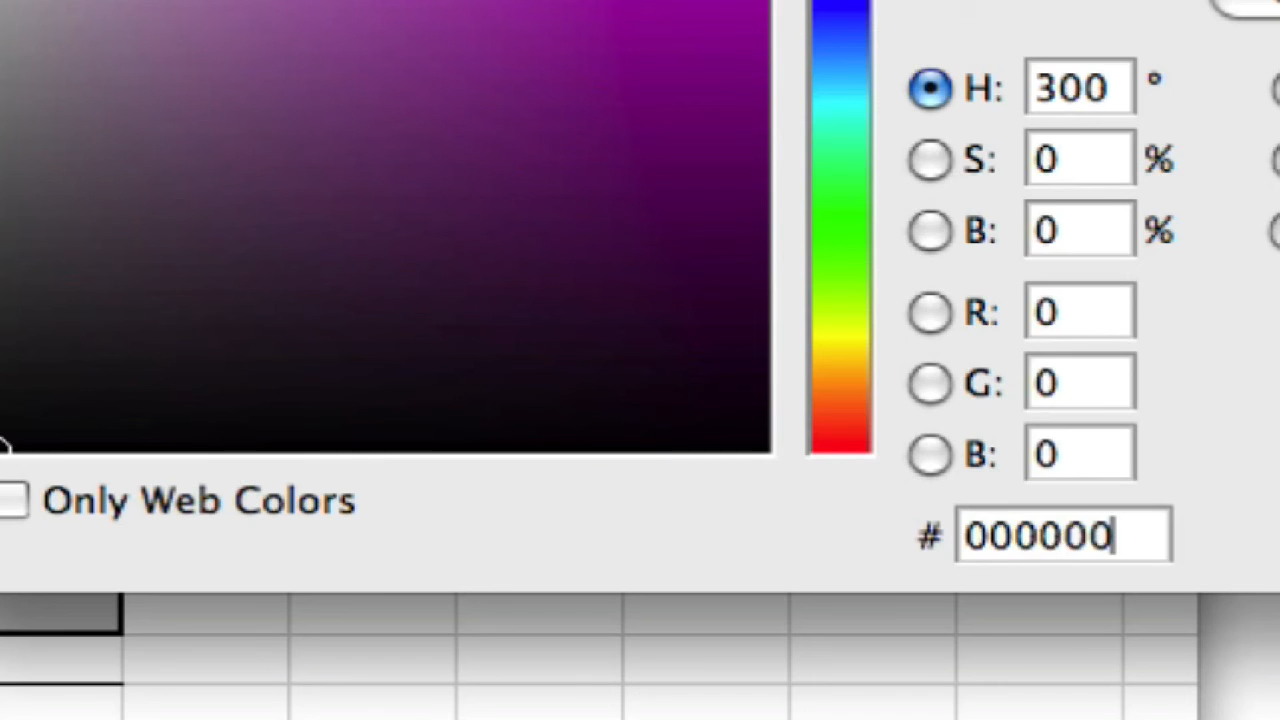 H: 300 °
S: 0 %
B: 0 %
R: 0
G: 0
B: 0
Only Web Colors
# 000000